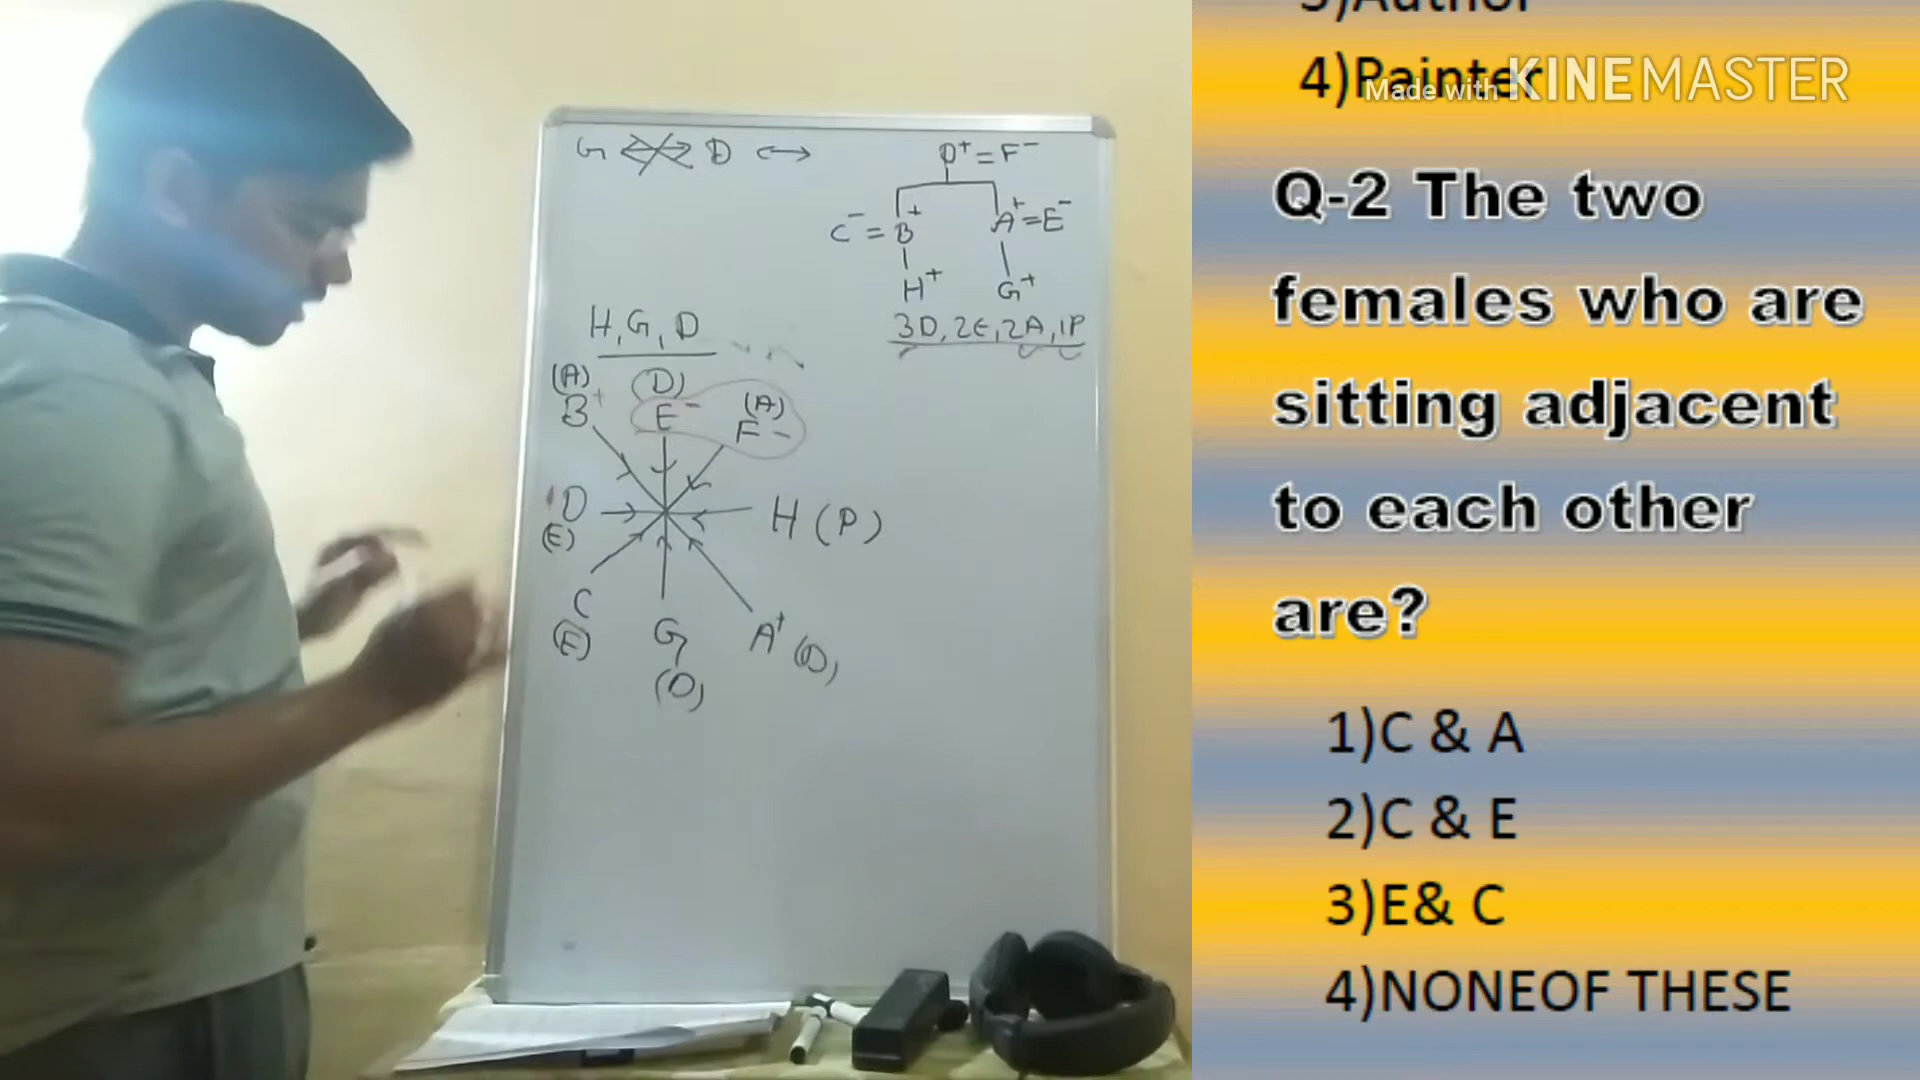 G ↔ D ↔
D⁺ = F⁻
C⁻ = B⁺ A⁺ = E⁻
H⁺ G⁺
H, G, D
3D, 2E, 2A, 1P
(A) (D) (A)
B⁺ E⁻ F⁻
D
(E)
H (P)
C
(E)
G
(D)
A⁺ (D)
4)Painter
Made with KINEMASTER
Q-2 The two
females who are
sitting adjacent
to each other
are?
1)C & A
2)C & E
3)E& C
4)NONEOF THESE